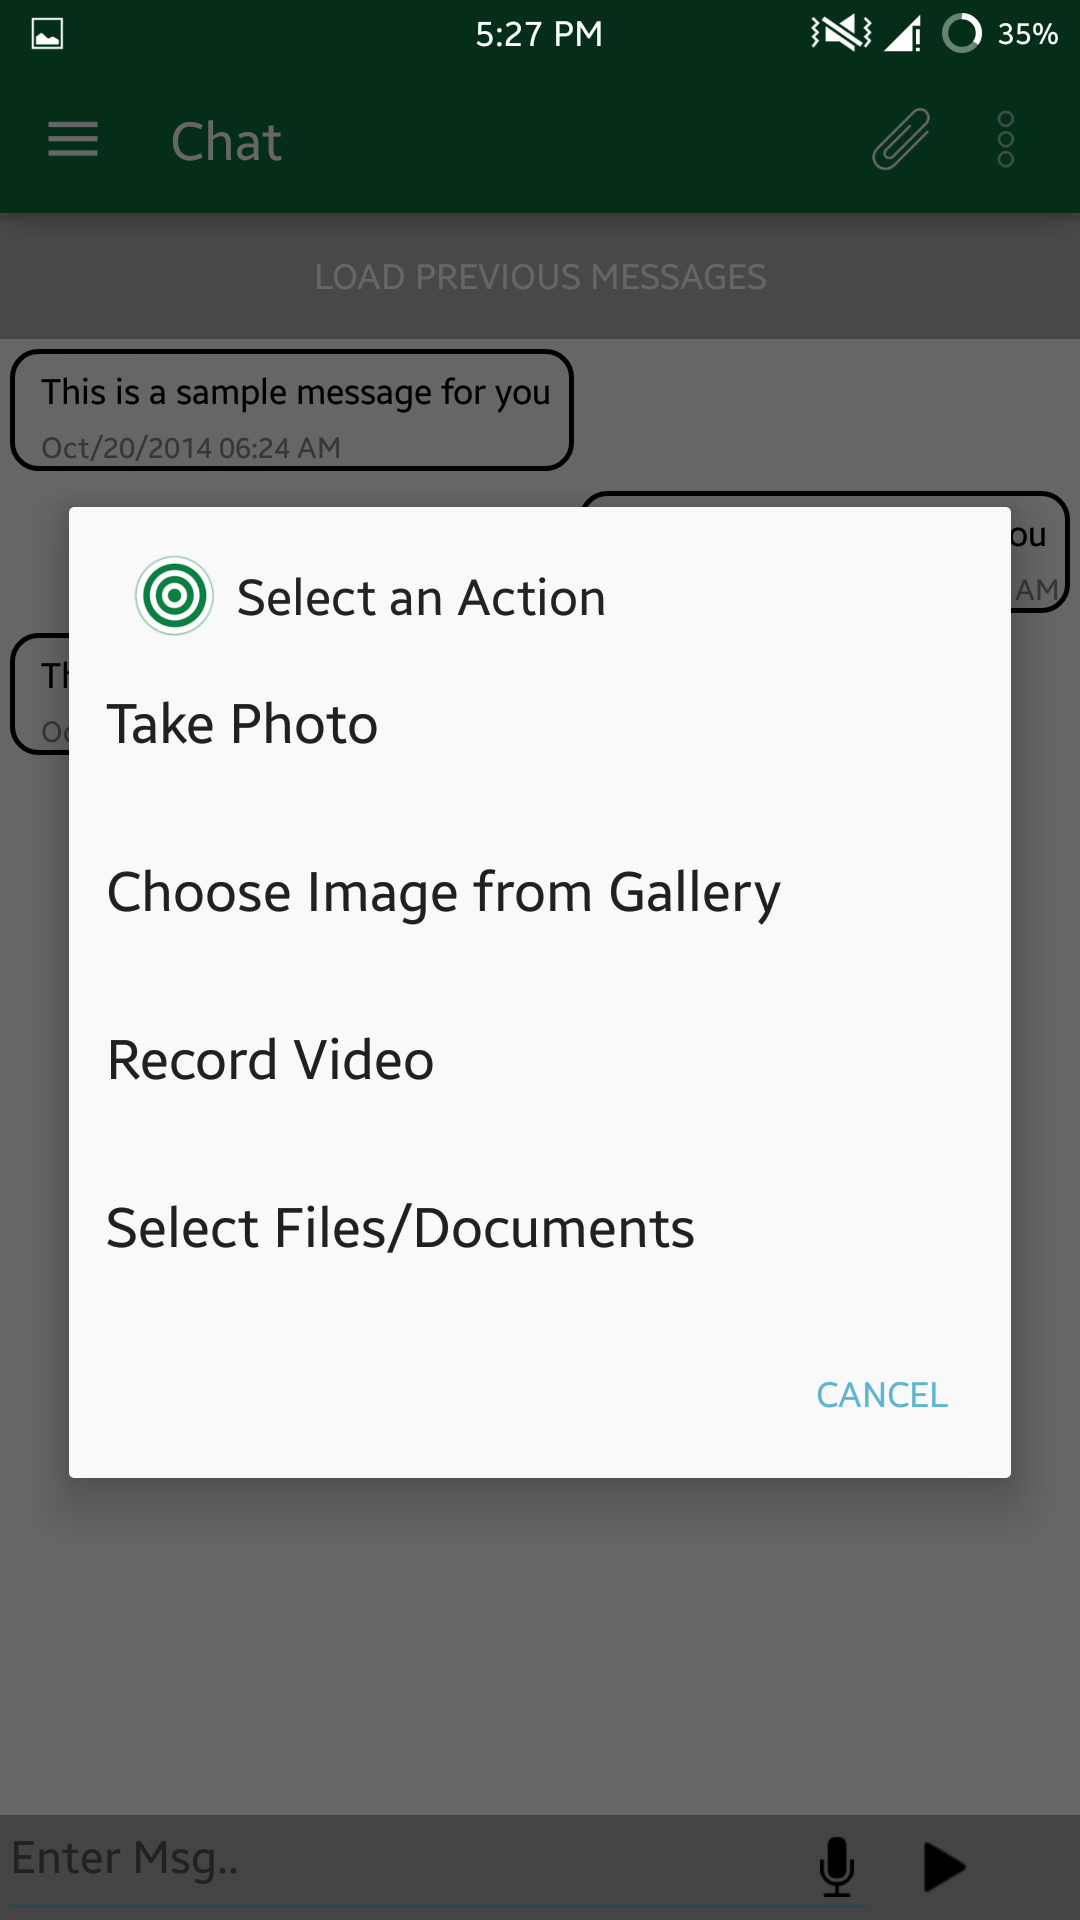 5:27 PM
35%
Chat
LOAD PREVIOUS MESSAGES
This is a sample message for you
Oct/20/2014 06:24 AM
AM
Select an Action
Take Photo
Choose Image from Gallery
Record Video
Select Files/Documents
CANCEL
Enter Msg..